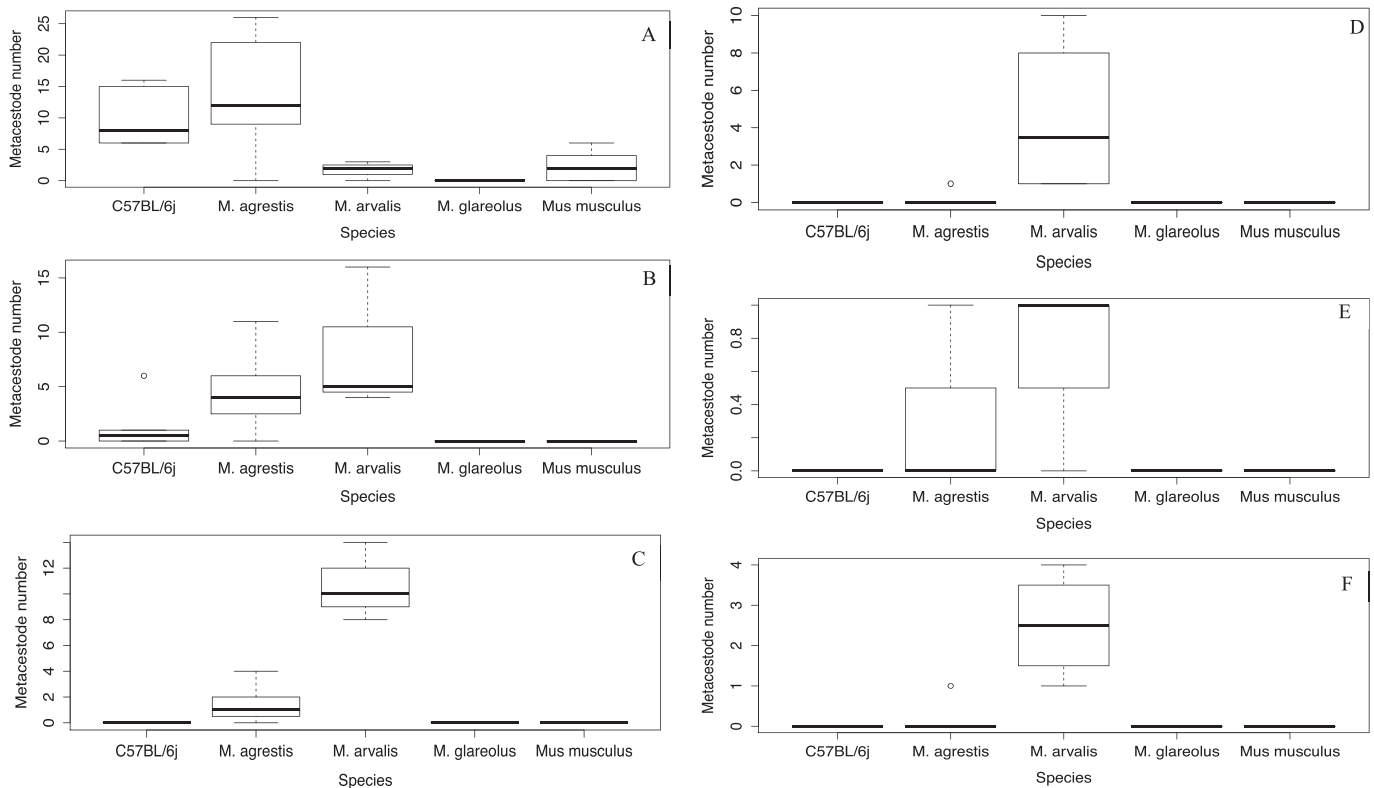 A
Metacestode number
25
20
15
10
5
0
C57BL/6j M. agrestis M. arvalis M. glareolus Mus musculus
Species
B
Metacestode number
15
10
5
0
C57BL/6j M. agrestis M. arvalis M. glareolus Mus musculus
Species
C
Metacestode number
12
8
6
4
2
0
C57BL/6j M. agrestis M. arvalis M. glareolus Mus musculus
Species
D
Metacestode number
10
8
6
4
2
0
C57BL/6j M. agrestis M. arvalis M. glareolus Mus musculus
Species
E
Metacestode number
0.8
0.4
0.0
C57BL/6j M. agrestis M. arvalis M. glareolus Mus musculus
Species
F
Metacestode number
4
3
2
1
0
C57BL/6j M. agrestis M. arvalis M. glareolus Mus musculus
Species